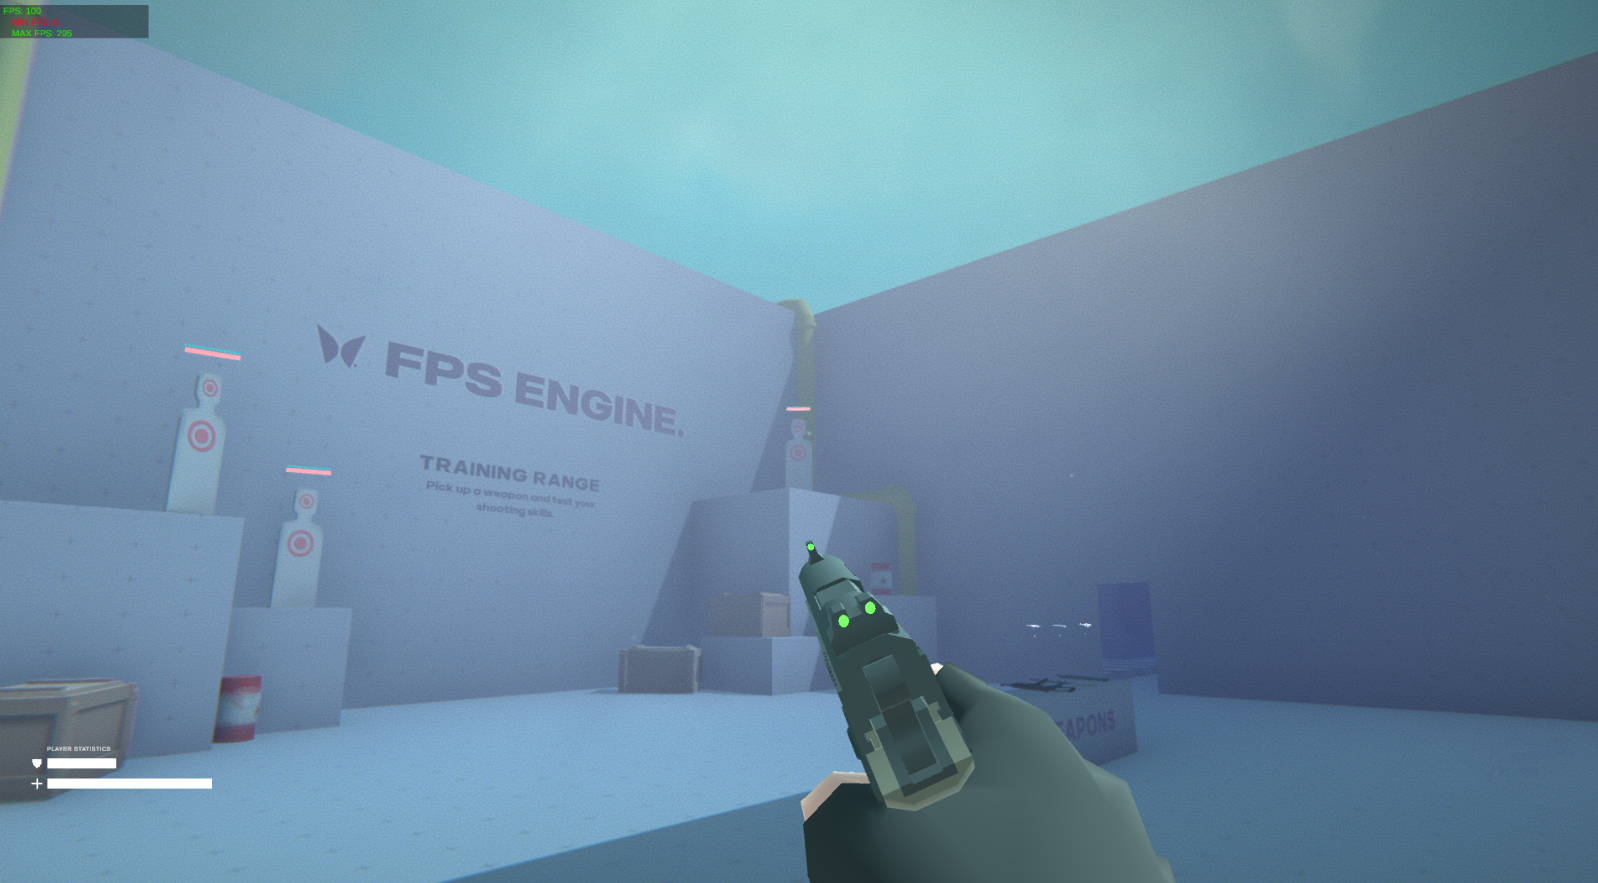 FPS: 100
MAX FPS: 295
FPS ENGINE.
TRAINING RANGE
Pick up a weapon and test your
shooting skills.
APONS
PLAYER STATISTICS